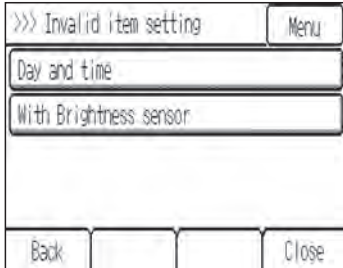 >>> Invalid item setting
Menu
Day and time
With Brightness sensor
Back
Close